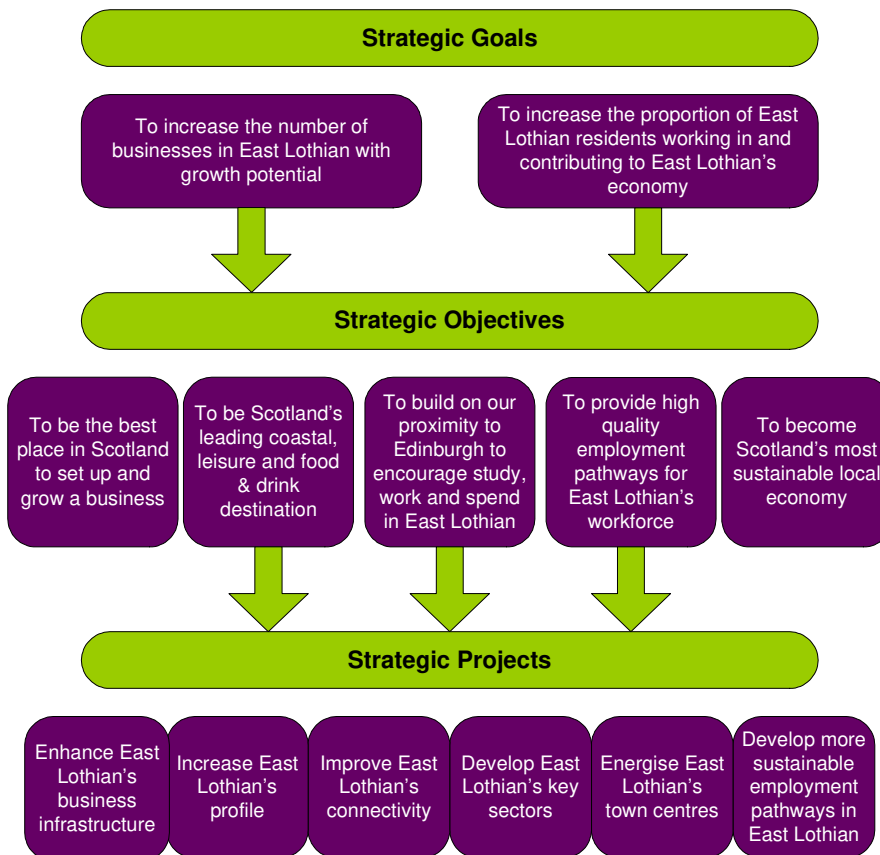 Strategic Goals
To increase the number of
businesses in East Lothian with
growth potential
To increase the proportion of East
Lothian residents working in and
contributing to East Lothian's
economy
Strategic Objectives
To be the best
place in Scotland
to set up and
grow a business
To be Scotland's
leading coastal,
leisure and food
& drink
destination
To build on our
proximity to
Edinburgh to
encourage study,
work and spend
in East Lothian
To provide high
quality
employment
pathways for
East Lothian's
workforce
To become
Scotland's most
sustainable local
economy
Strategic Projects
Enhance East
Lothian's
business
infrastructure
Increase East
Lothian's
profile
Improve East
Lothian's
connectivity
Develop East
Lothian's key
sectors
Energise East
Lothian's
town centres
Develop more
sustainable
employment
pathways in
East Lothian